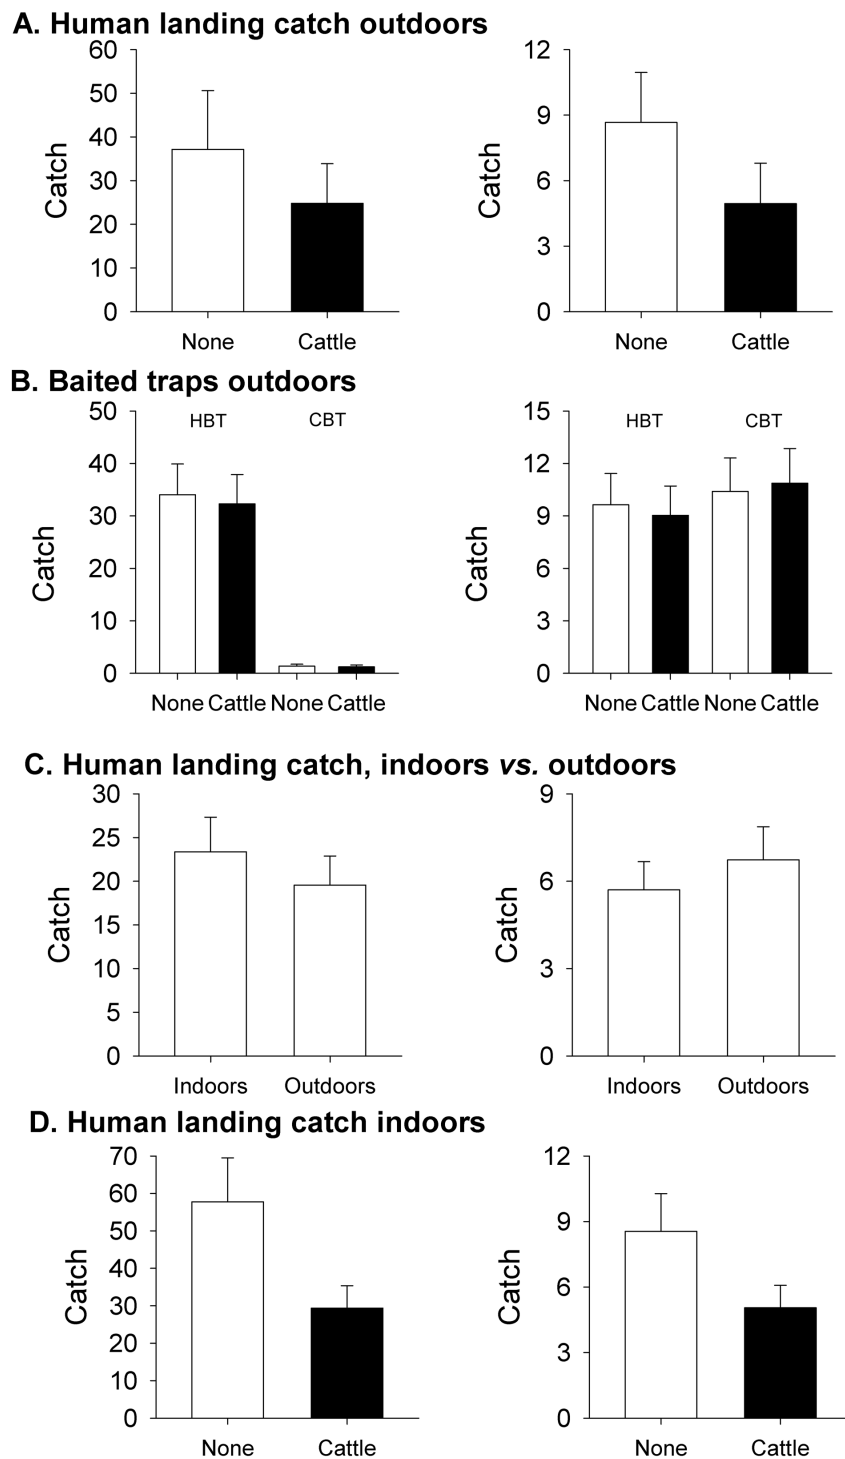 A. Human landing catch outdoors
60
50
40
30
20
10
0
Catch
None Cattle
12
9
6
3
0
Catch
None Cattle
B. Baited traps outdoors
50
40
30
20
10
0
Catch
HBT CBT
None Cattle None Cattle
15
12
9
6
3
0
Catch
HBT CBT
None Cattle None Cattle
C. Human landing catch, indoors vs. outdoors
30
25
20
15
10
5
0
Catch
Indoors Outdoors
9
6
3
0
Catch
Indoors Outdoors
D. Human landing catch indoors
70
60
50
40
30
20
10
0
Catch
None Cattle
12
9
6
3
0
Catch
None Cattle